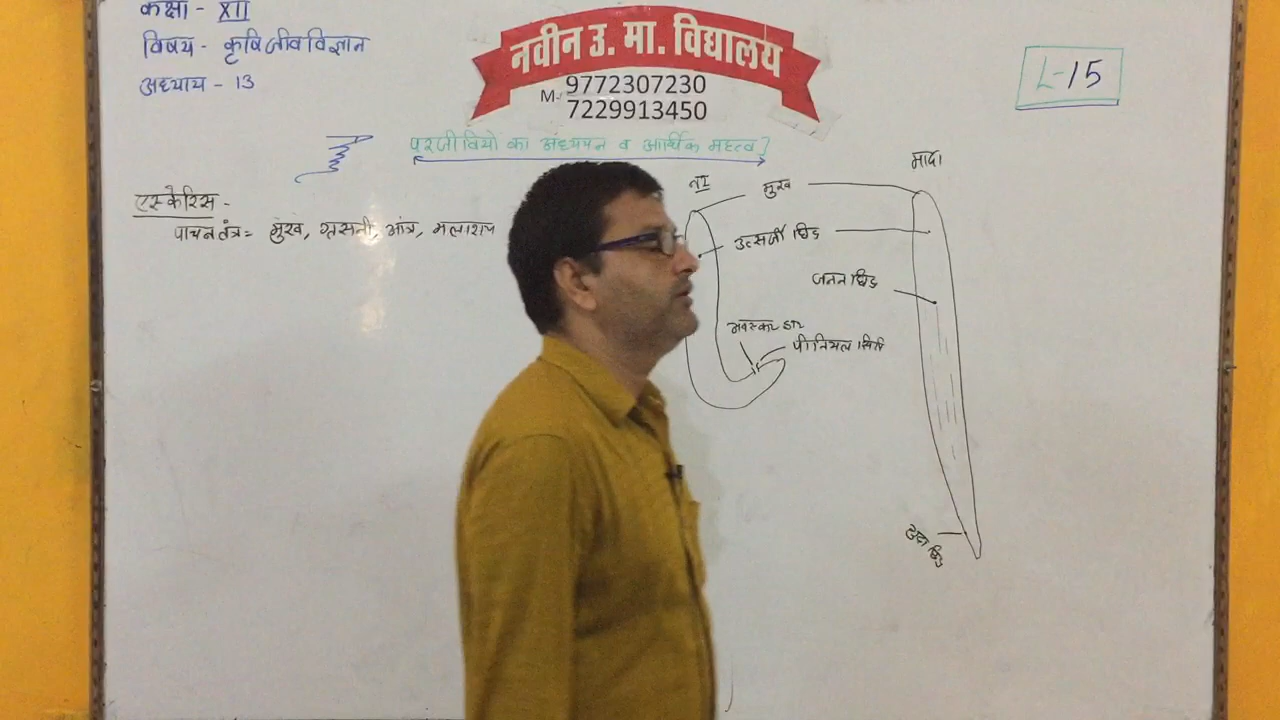 कक्षा - XII
विषय - कृषि जीव विज्ञान
अध्याय - 13
नवीन उ. मा. विद्यालय
M.- 9772307230
7229913450
L-15
परजीवियों का अध्ययन व आर्थिक महत्व ?
एस्केरिस -
पाचन तंत्र = मुख, ग्रसनी, आंत्र, मलाशय
नर
मादा
मुख
उत्सर्जी छिद्र
जनन छिद्र
अवस्कर द्वार
पीनियल सिटि